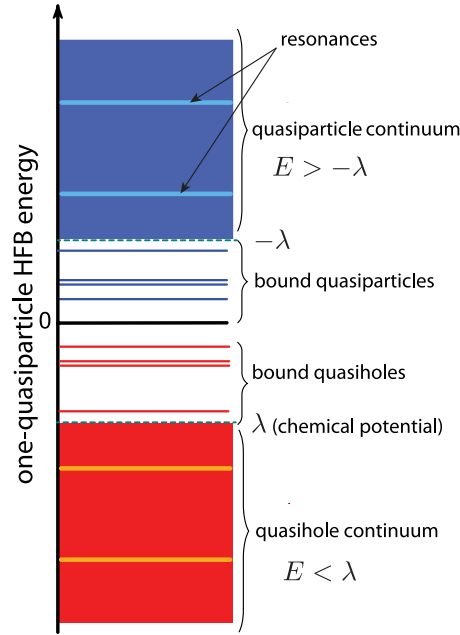 resonances
quasiparticle continuum
E > −λ
−λ
bound quasiparticles
0
one-quasiparticle HFB energy
bound quasiholes
λ (chemical potential)
quasihole continuum
E < λ